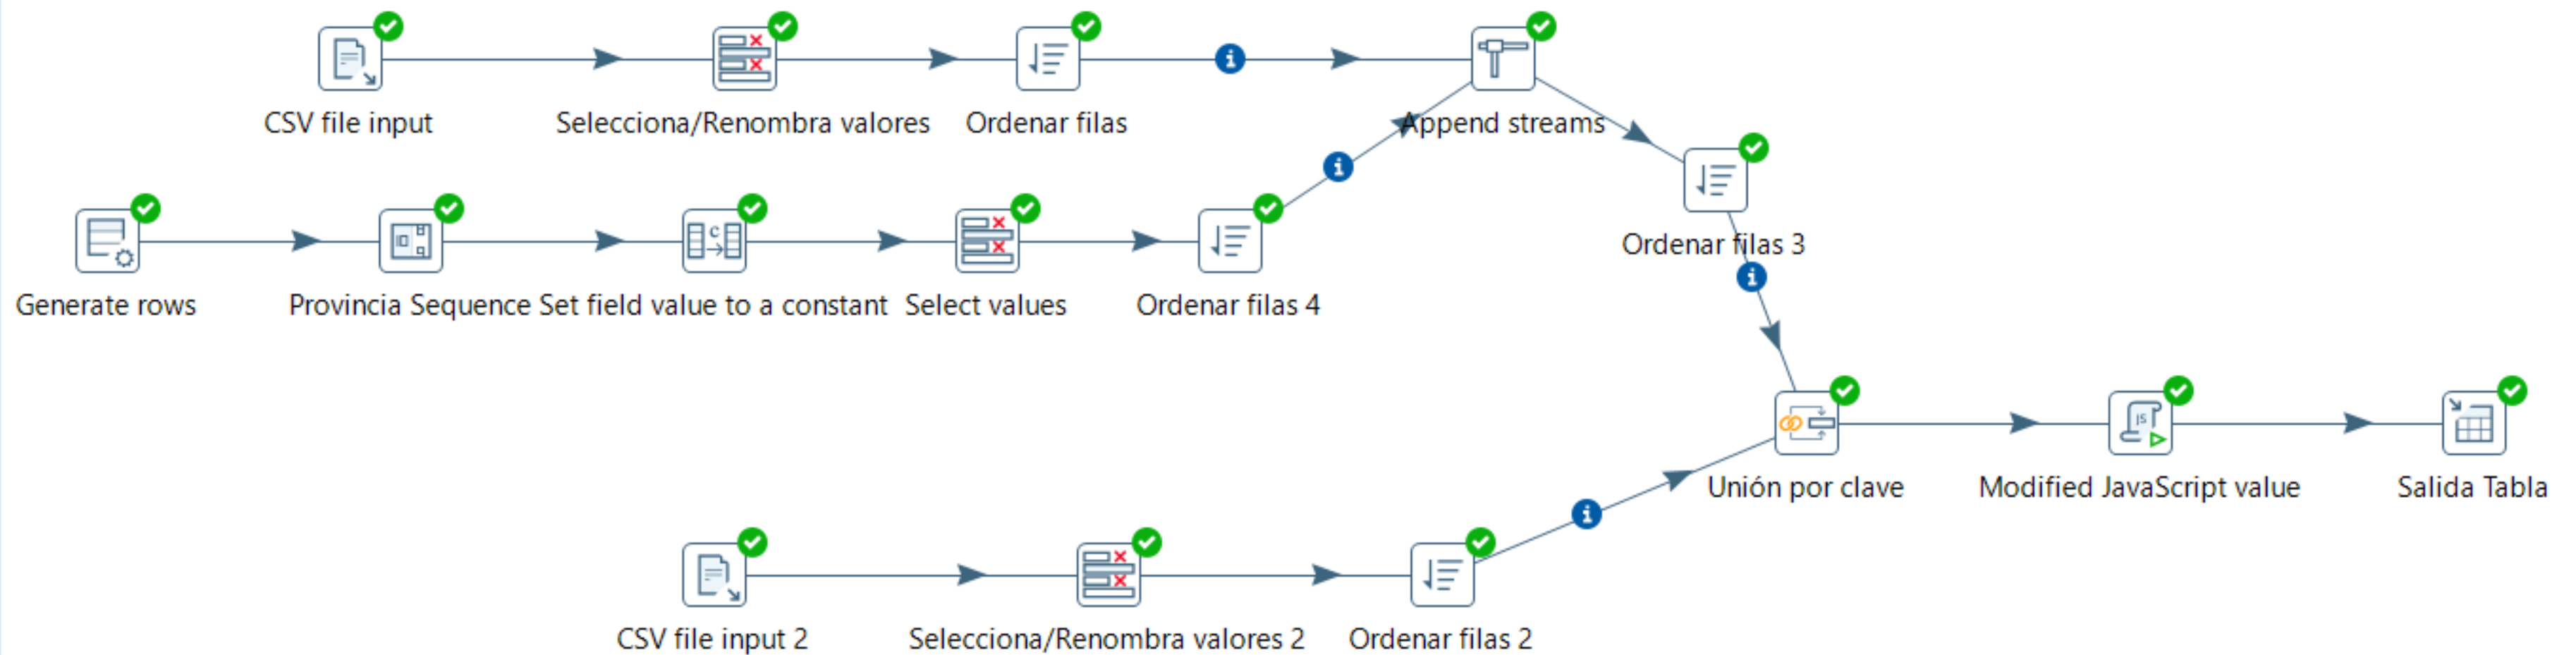 CSV file input
Selecciona/Renombra valores
Ordenar filas
Append streams
Generate rows
Provincia Sequence
Set field value to a constant
Select values
Ordenar filas 4
Ordenar filas 3
Unión por clave
Modified JavaScript value
Salida Tabla
CSV file input 2
Selecciona/Renombra valores 2
Ordenar filas 2